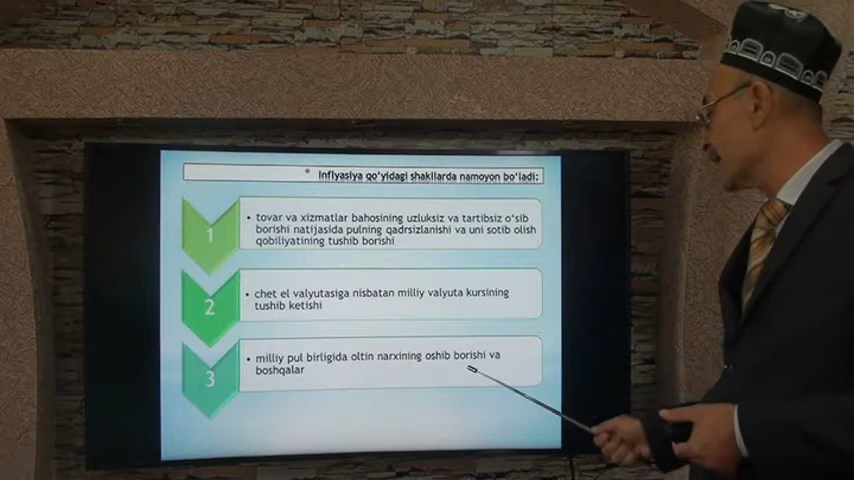 * Inflyasiya qo‘yidagi shakllarda namoyon bo‘ladi:
1
• tovar va xizmatlar bahosining uzluksiz va tartibsiz o‘sib
borishi natijasida pulning qadrsizlanishi va uni sotib olish
qobiliyatining tushib borishi
2
• chet el valyutasiga nisbatan milliy valyuta kursining
tushib ketishi
3
• milliy pul birligida oltin narxining oshib borishi va
boshqalar